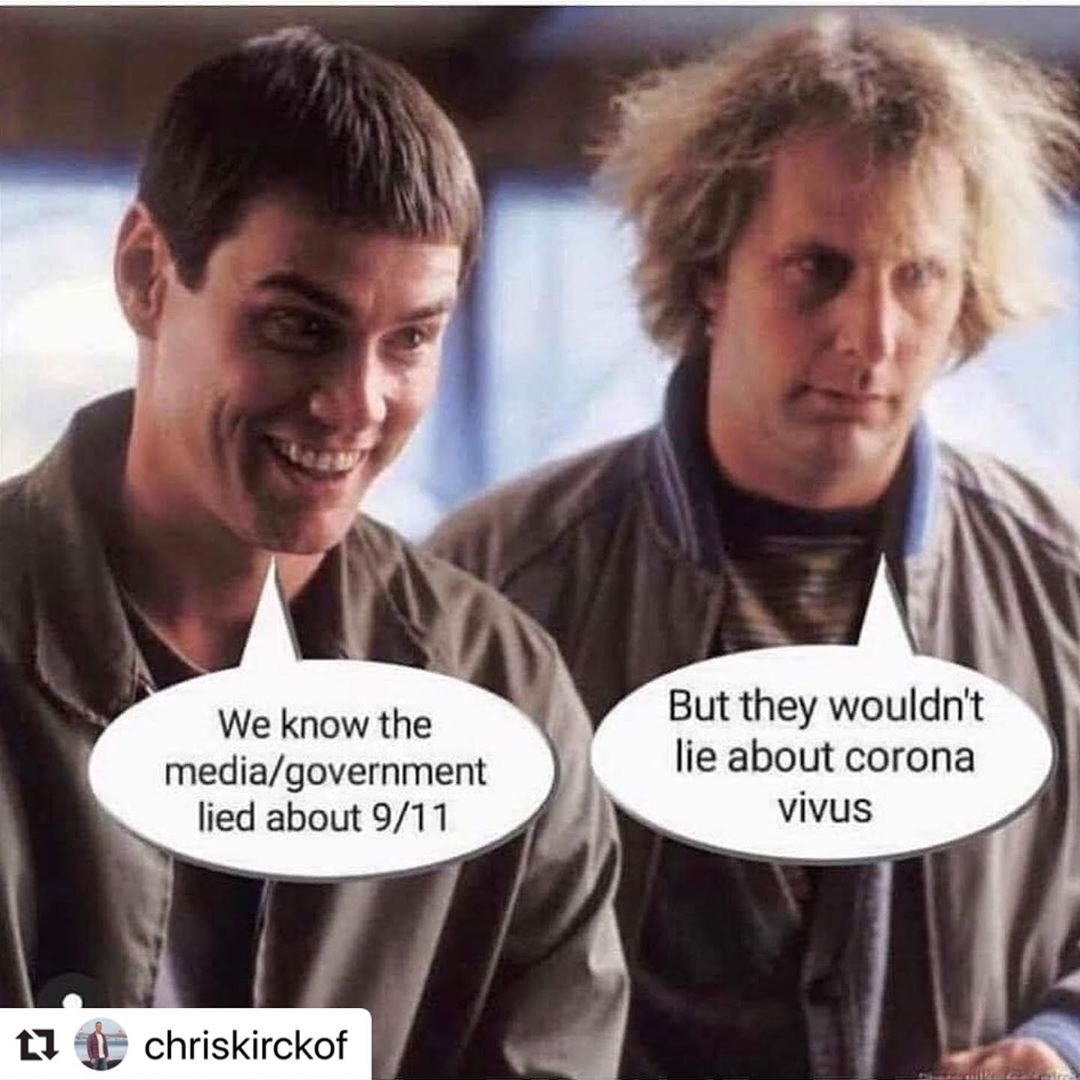 We know the
media/government
lied about 9/11
But they wouldn't
lie about corona
vivus
chriskirckof